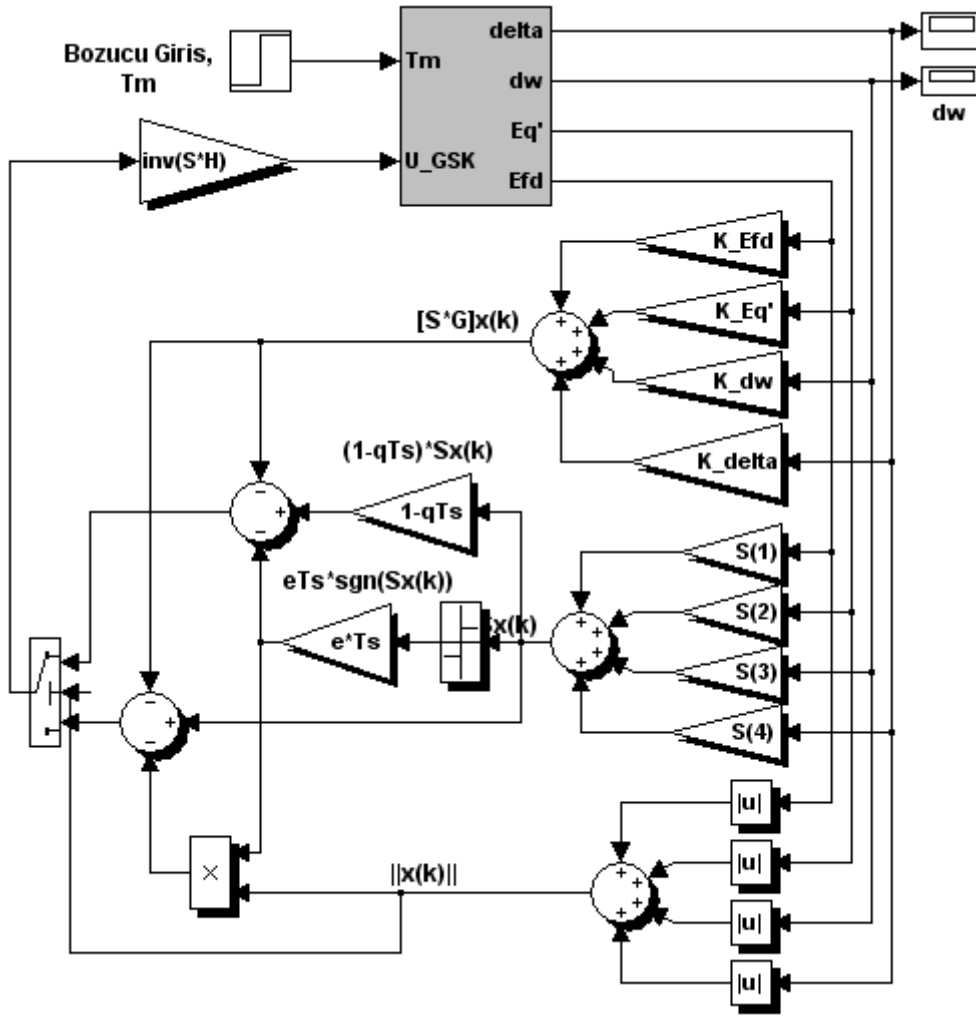 delta
Bozucu Giris,
Tm
Tm
dw
dw
Eq'
inv(S*H)
U_GSK
Efd
K_Efd
[S*G]x(k)
K_Eq'
K_dw
(1-qTs)*Sx(k)
K_delta
1-qTs
S(1)
eTs*sgn(Sx(k))
S(2)
e*Ts
x(k)
S(3)
S(4)
|u|
|u|
||x(k)||
|u|
|u|